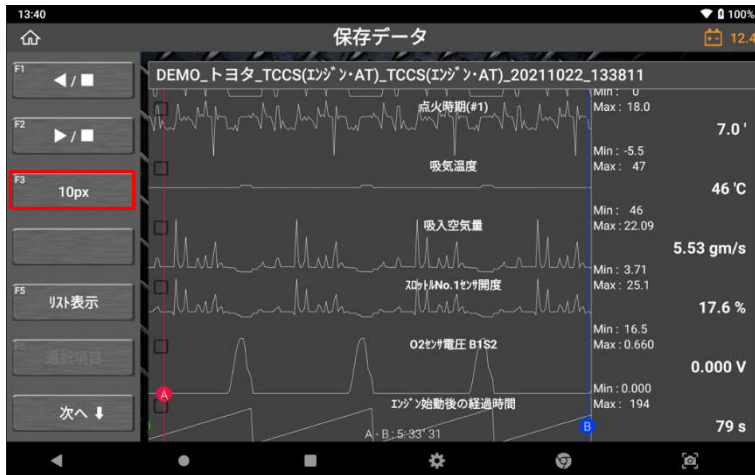 13:40
100%
保存データ
12.4
F1
◀/■
DEMO_トヨタ_TCCS(ｴﾝｼﾞﾝ･AT)_TCCS(ｴﾝｼﾞﾝ･AT)_20211022_133811
Min : 0
点火時期(#1)
Max : 18.0
7.0 '
Min : -5.5
F2
▶/■
吸気温度
Max : 47
46 'C
Min : 46
F3
10px
吸入空気量
Max : 22.09
5.53 gm/s
Min : 3.71
ｽﾛｯﾄﾙNo.1ｾﾝｻ開度
Max : 25.1
17.6 %
Min : 16.5
F5
ﾘｽﾄ表示
O2ｾﾝｻ電圧 B1S2
Max : 0.660
0.000 V
Min : 0.000
選択項目
A
ｴﾝｼﾞﾝ始動後の経過時間
Max : 194
79 s
次へ ⬇
A - B : 5: 33' 31
B